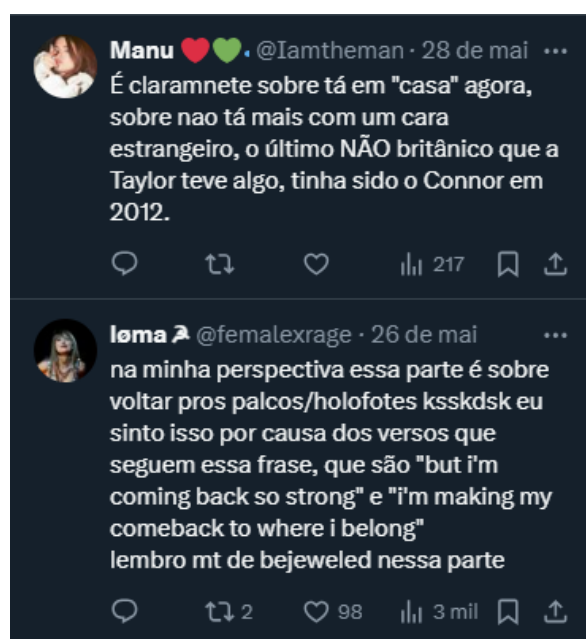 Manu ❤️💚. @Iamtheman · 28 de mai
É claramnete sobre tá em "casa" agora,
sobre nao tá mais com um cara
estrangeiro, o último NÃO britânico que a
Taylor teve algo, tinha sido o Connor em
2012.
217
løma ☭ @femalexrage · 26 de mai
na minha perspectiva essa parte é sobre
voltar pros palcos/holofotes ksskdsk eu
sinto isso por causa dos versos que
seguem essa frase, que são "but i'm
coming back so strong" e "i'm making my
comeback to where i belong"
lembro mt de bejeweled nessa parte
2 98 3 mil